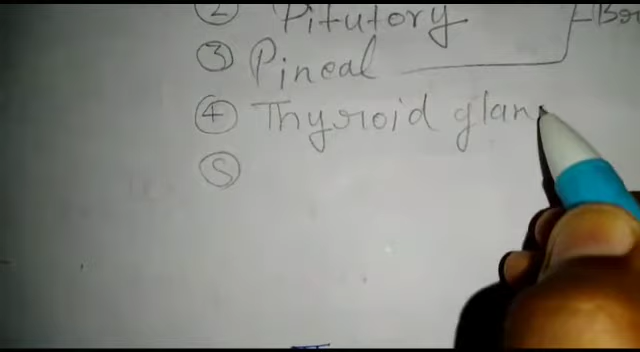 ② Pitutory
③ Pineal
④ Thyroid glan
⑤